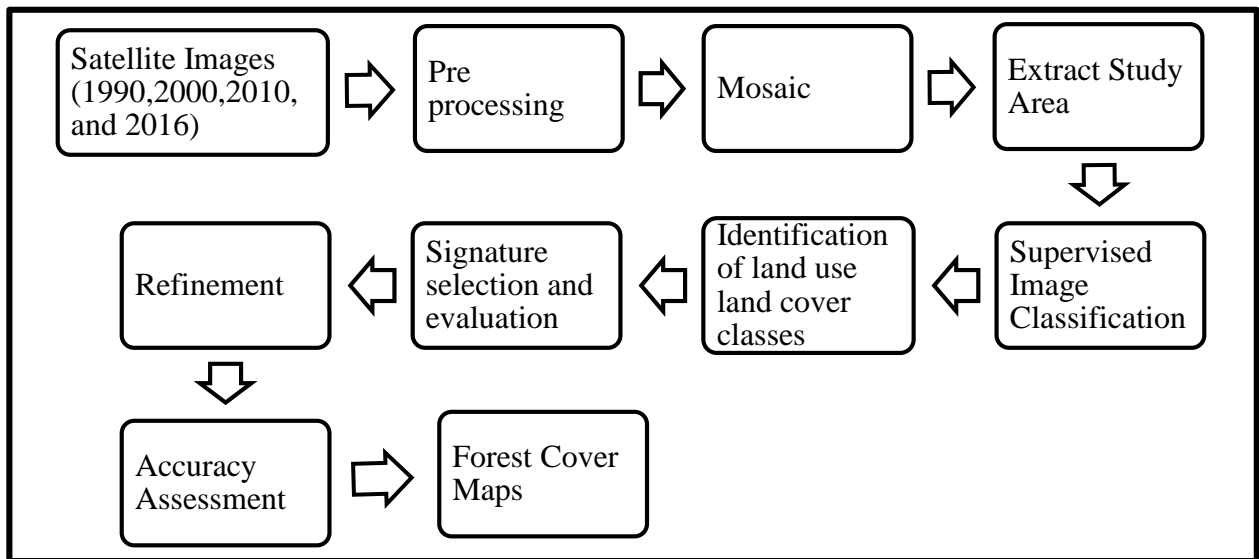 Satellite Images
(1990,2000,2010,
and 2016)
Pre
processing
Mosaic
Extract Study
Area
Supervised
Image
Classification
Identification
of land use
land cover
classes
Signature
selection and
evaluation
Refinement
Accuracy
Assessment
Forest Cover
Maps